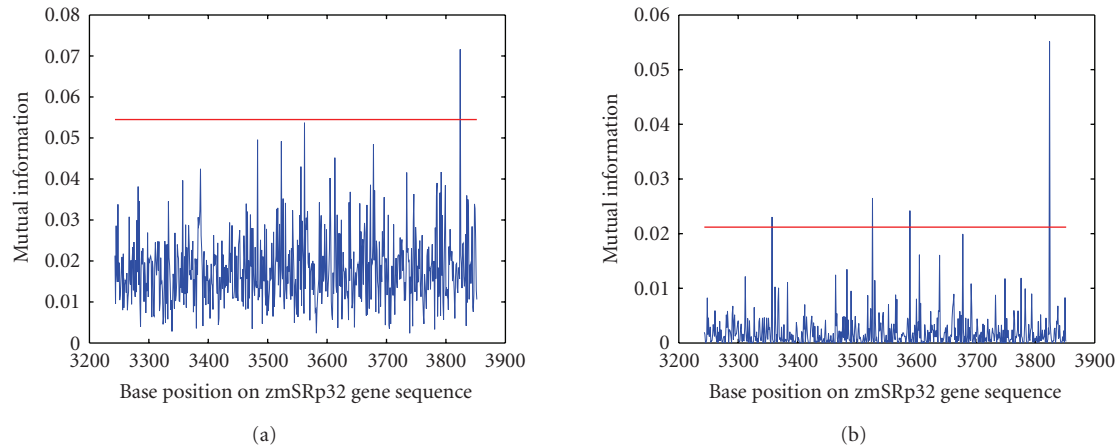 Mutual information
0.08
0.07
0.06
0.05
0.04
0.03
0.02
0.01
0
3200 3300 3400 3500 3600 3700 3800 3900
Base position on zmSRp32 gene sequence
(a)
Mutual information
0.06
0.05
0.04
0.03
0.02
0.01
0
3200 3300 3400 3500 3600 3700 3800 3900
Base position on zmSRp32 gene sequence
(b)